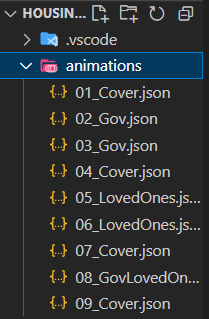 HOUSIN...
.vscode
animations
01_Cover.json
02_Gov.json
03_Gov.json
04_Cover.json
05_LovedOnes.js...
06_LovedOnes.js...
07_Cover.json
08_GovLovedOn...
09_Cover.json